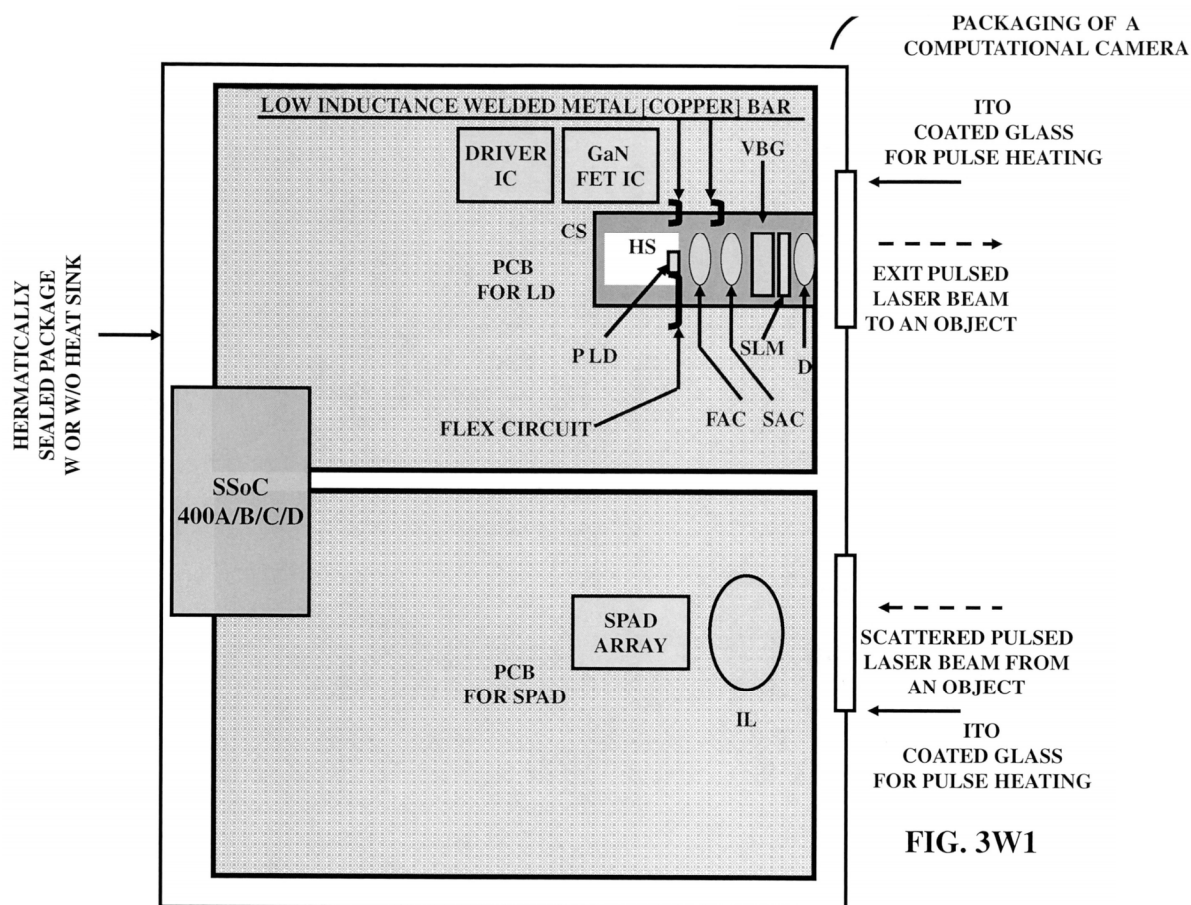 PACKAGING OF A
COMPUTATIONAL CAMERA
LOW INDUCTANCE WELDED METAL [COPPER] BAR
DRIVER
IC
GaN
FET IC
VBG
ITO
COATED GLASS
FOR PULSE HEATING
CS
HS
PCB
FOR LD
EXIT PULSED
LASER BEAM
TO AN OBJECT
P LD
SLM
D
FLEX CIRCUIT
FAC
SAC
HERMATICALLY
SEALED PACKAGE
W OR W/O HEAT SINK
SSoC
400A/B/C/D
SPAD
ARRAY
PCB
FOR SPAD
IL
SCATTERED PULSED
LASER BEAM FROM
AN OBJECT
ITO
COATED GLASS
FOR PULSE HEATING
FIG. 3W1